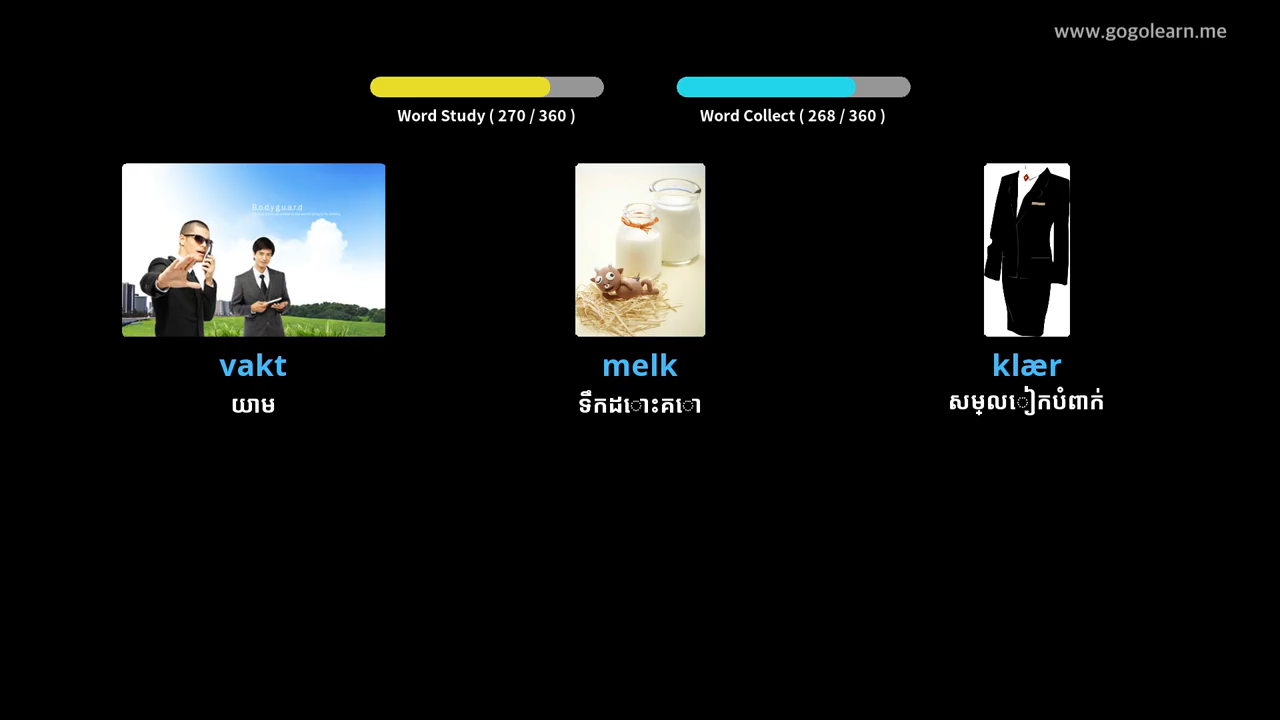 www.gogolearn.me
Word Study ( 270 / 360 )
Word Collect ( 268 / 360 )
Bodyguard
vakt
melk
klær
យាម
ទឹកដោះគោ
សម្លៀកបំពាក់